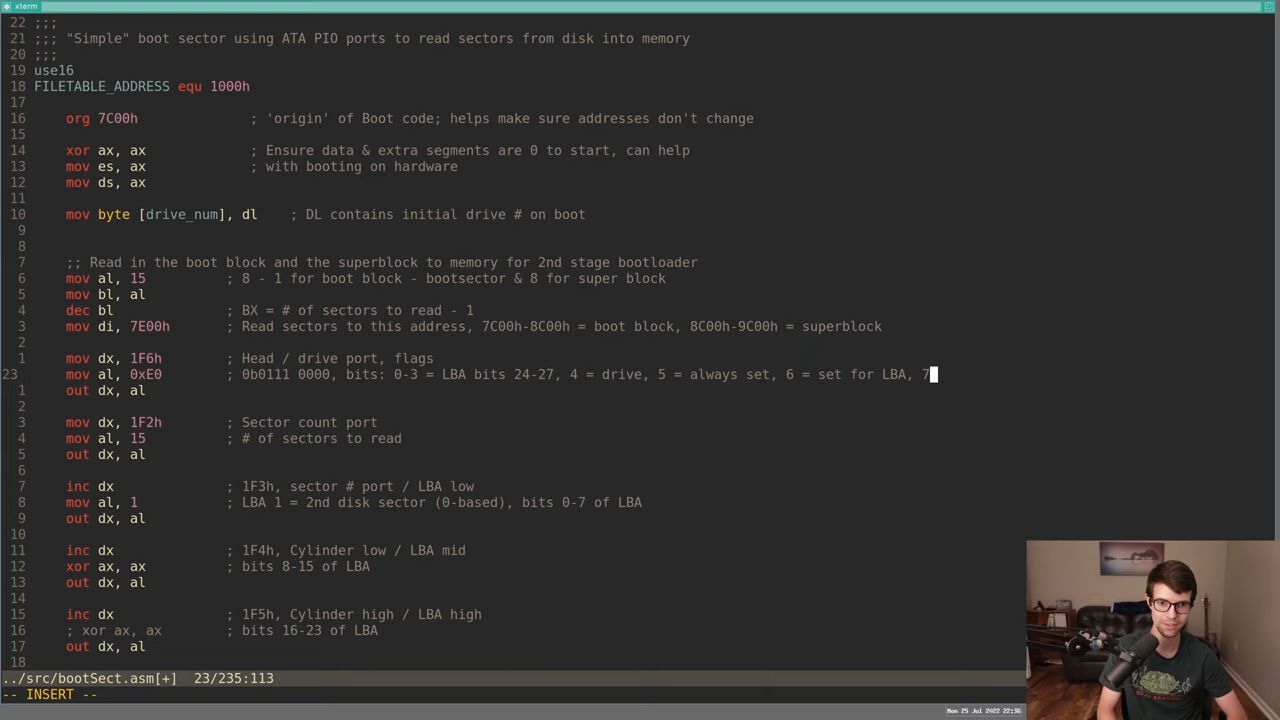 xterm
22 ;;;
21 ;;; "Simple" boot sector using ATA PIO ports to read sectors from disk into memory
20 ;;;
19 use16
18 FILETABLE_ADDRESS equu 1000h
17
16 org 7C00h ; 'origin' of Boot code; helps make sure addresses don't change
15
14 xor ax, ax ; Ensure data & extra segments are 0 to start, can help
13 mov es, ax ; with booting on hardware
12 mov ds, ax
11
10 mov byte [drive_num], dl ; DL contains initial drive # on boot
9
8
7 ;; Read in the boot block and the superblock to memory for 2nd stage bootloader
6 mov al, 15 ; 8 - 1 for boot block - bootsector & 8 for super block
5 mov bl, al
4 dec bl ; BX = # of sectors to read - 1
3 mov di, 7E00h ; Read sectors to this address, 7C00h-8C00h = boot block, 8C00h-9C00h = superblock
2
1 mov dx, 1F6h ; Head / drive port, flags
23 mov al, 0xE0 ; 0b0111 0000, bits: 0-3 = LBA bits 24-27, 4 = drive, 5 = always set, 6 = set for LBA, 7
1 out dx, al
2
3 mov dx, 1F2h ; Sector count port
4 mov al, 15 ; # of sectors to read
5 out dx, al
6
7 inc dx ; 1F3h, sector # port / LBA low
8 mov al, 1 ; LBA 1 = 2nd disk sector (0-based), bits 0-7 of LBA
9 out dx, al
10
11 inc dx ; 1F4h, Cylinder low / LBA mid
12 xor ax, ax ; bits 8-15 of LBA
13 out dx, al
14
15 inc dx ; 1F5h, Cylinder high / LBA high
16 ; xor ax, ax ; bits 16-23 of LBA
17 out dx, al
18
../src/bootSect.asm[+] 23/235:113
-- INSERT --
Mon 25 Jul 2022 22:36